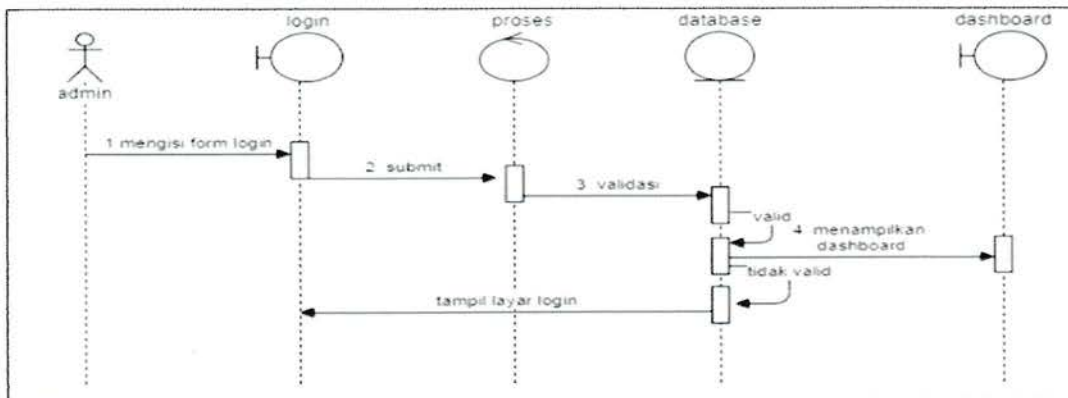 login
proses
database
dashboard
admin
1 mengisi form login
2 submit
3 validasi
valid
4 menampilkan
dashboard
tidak valid
tampil layar login